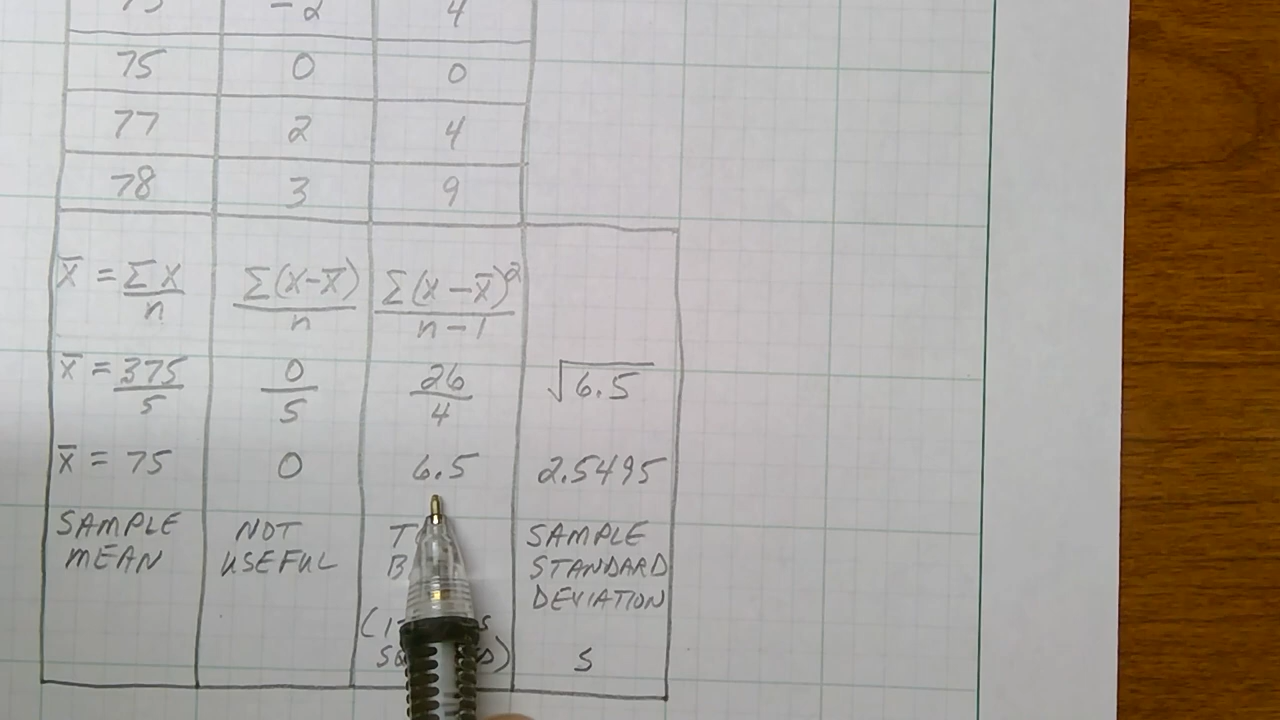 73 -2 4
75 0 0
77 2 4
78 3 9
x̄ = Σx/n Σ(x-x̄)/n Σ(x-x̄)²/n-1
x̄ = 375/5 0/5 26/4 √6.5
x̄ = 75 0 6.5 2.5495
SAMPLE MEAN
NOT USEFUL
SAMPLE STANDARD DEVIATION
S